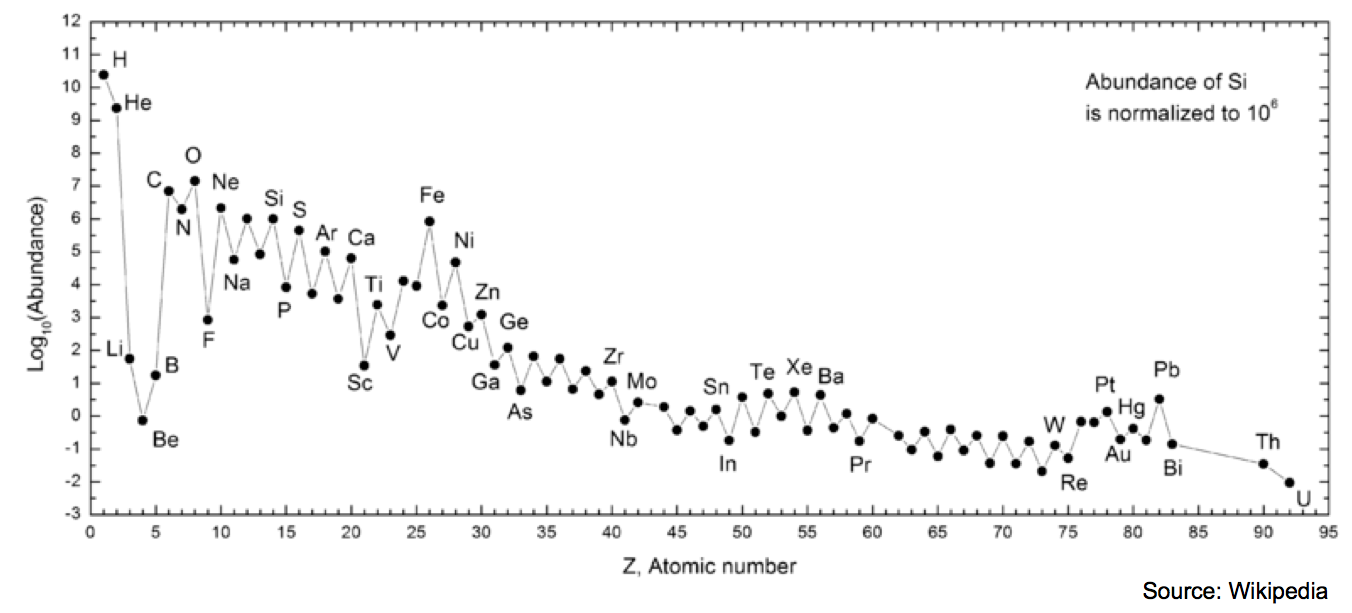 12
11
10
9
8
7
6
5
4
3
2
1
0
-1
-2
-3
Log10(Abundance)
H
He
Li
Be
B
C
N
O
F
Ne
Na
Si
P
S
Ar
Ca
Sc
Ti
V
Fe
Co
Ni
Cu
Zn
Ga
Ge
As
Zr
Nb
Mo
Sn
In
Te
Xe
Ba
Pr
W
Re
Pt
Au
Hg
Pb
Bi
Th
U
Abundance of Si
is normalized to 10^6
0 5 10 15 20 25 30 35 40 45 50 55 60 65 70 75 80 85 90 95
Z, Atomic number
Source: Wikipedia